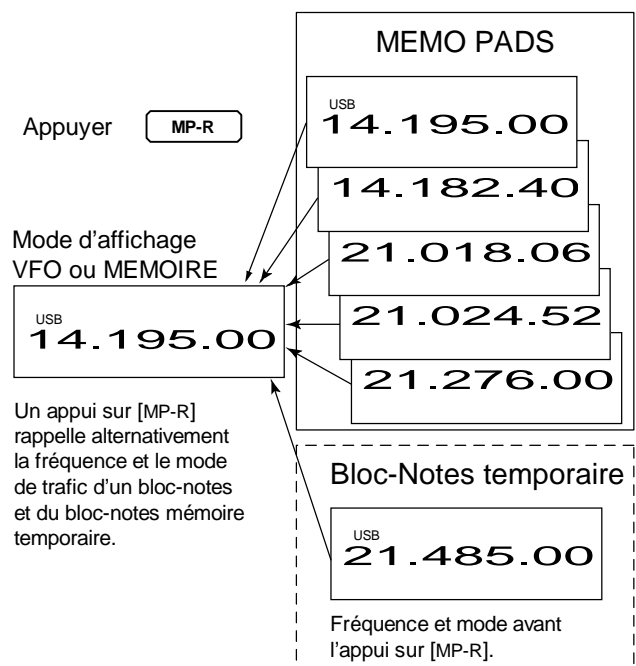 MEMO PADS
USB
14.195.00
Appuyer MP-R
14.182.40
Mode d'affichage
VFO ou MEMOIRE
21.018.06
USB
14.195.00
21.024.52
21.276.00
Un appui sur [MP-R]
rappelle alternativement
la fréquence et le mode
de trafic d'un bloc-notes
et du bloc-notes mémoire
temporaire.
Bloc-Notes temporaire
USB
21.485.00
Fréquence et mode avant
l'appui sur [MP-R].